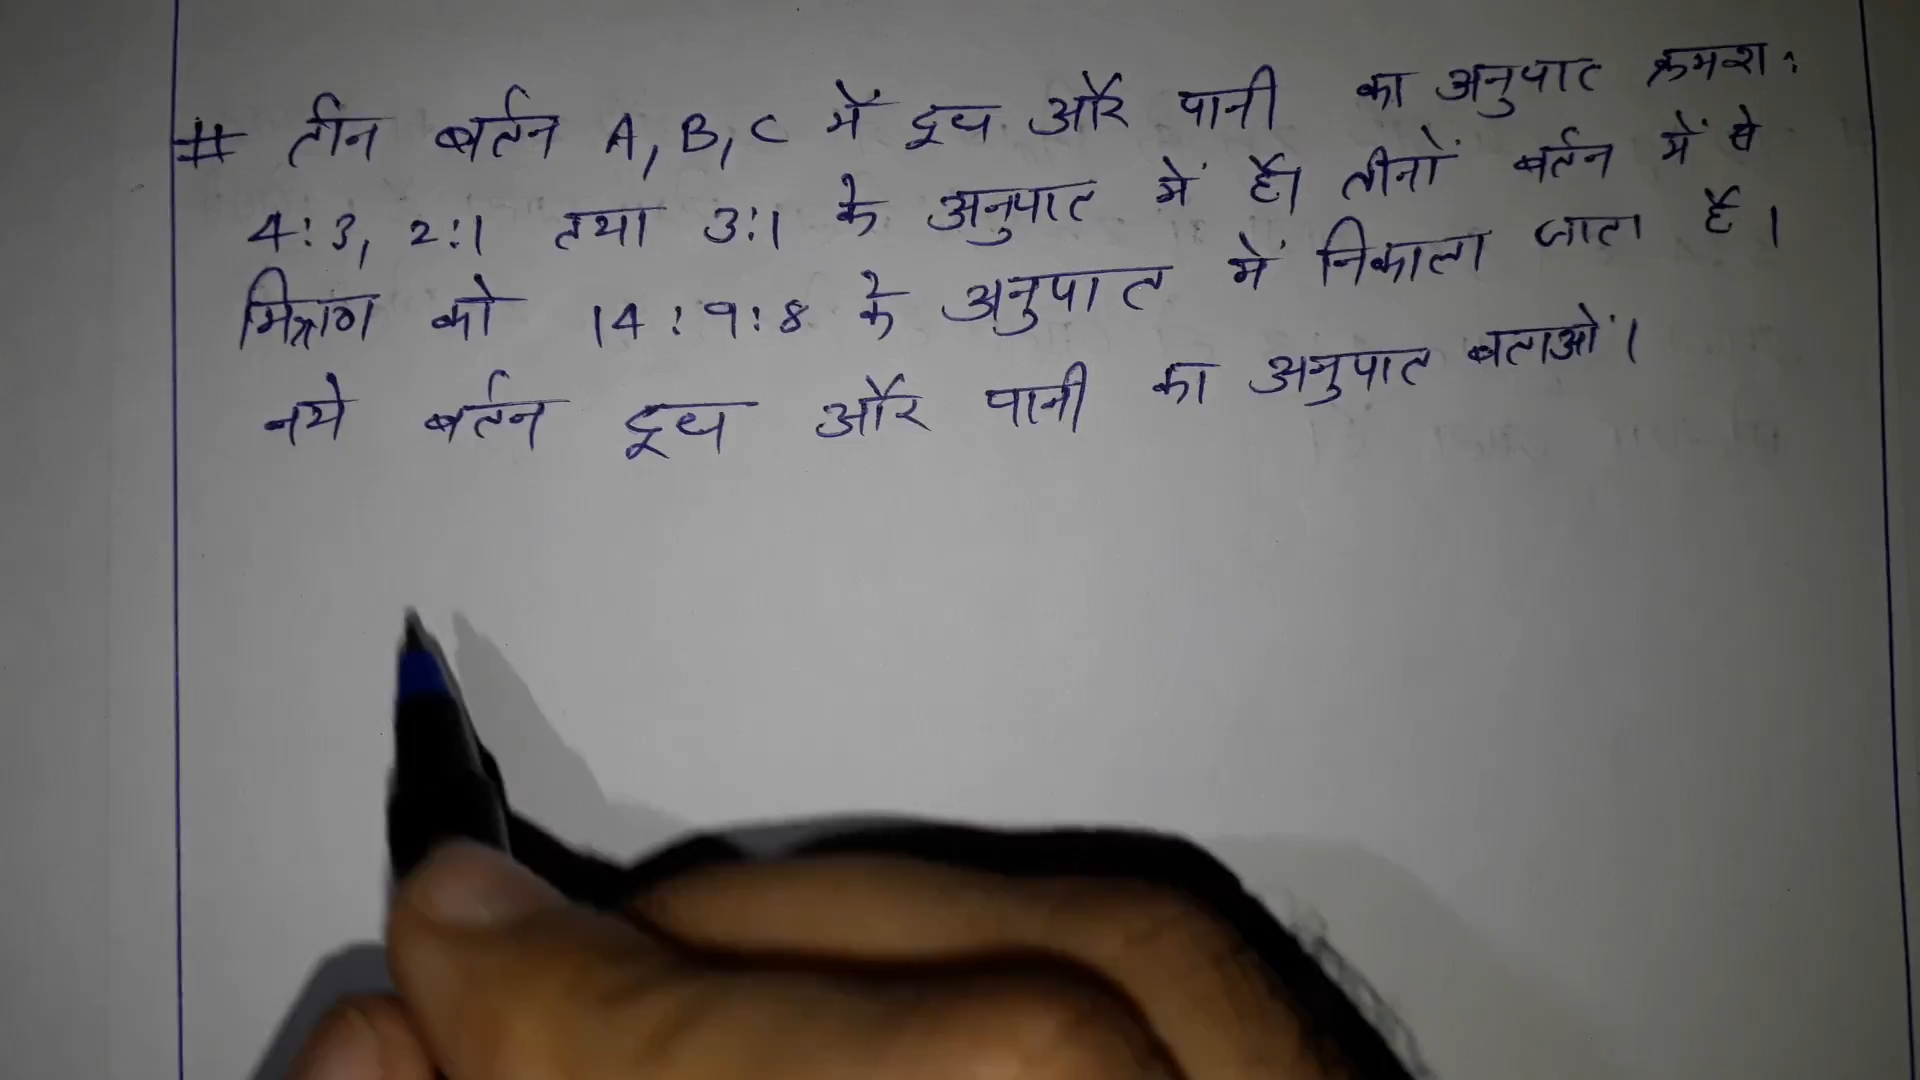 # तीन बर्तन A, B, C में दूध और पानी का अनुपात क्रमश:
4:3, 2:1 तथा 3:1 के अनुपात में है। तीनों बर्तन में से
मिश्रण को 14:9:8 के अनुपात में निकाला जाता है।
नये बर्तन दूध और पानी का अनुपात बताओं।